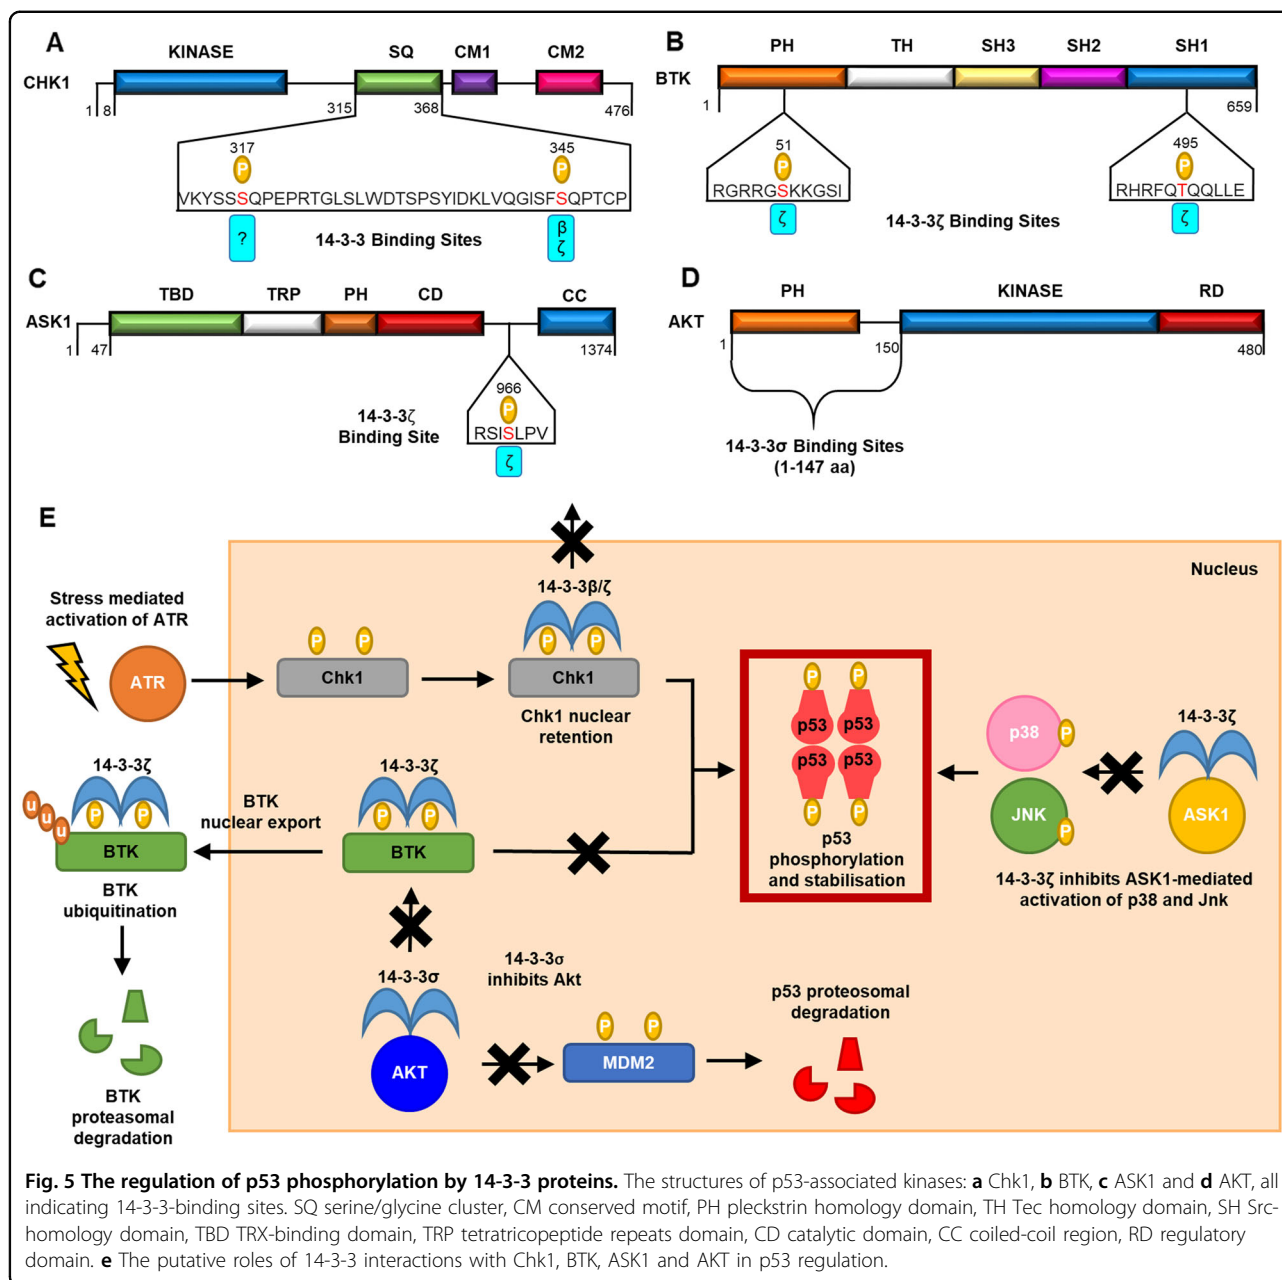 A
KINASE SQ CM1 CM2
CHK1
1 8 315 368 476
317 345
P P
VKYSSSQPEPRTGLSLWDTSPSYIDKLVQGISFSQPTCP
? β
ζ
14-3-3 Binding Sites
B
PH TH SH3 SH2 SH1
BTK
1 659
51 495
P P
RGRRGSKKGSI RHRFQTQQLLE
ζ ζ
14-3-3ζ Binding Sites
C
TBD TRP PH CD CC
ASK1
1 47 1374
966
P
RSISLPV
ζ
14-3-3ζ
Binding Site
D
PH KINASE RD
AKT
1 150 480
14-3-3σ Binding Sites
(1-147 aa)
E
Nucleus
Stress mediated
activation of ATR
ATR
P P
Chk1
14-3-3β/ζ
P P
Chk1
Chk1 nuclear
retention
P P
p53 p53
p53 p53
P P
p53
phosphorylation
and stabilisation
p38 P
JNK P
14-3-3ζ
ASK1
14-3-3ζ inhibits ASK1-mediated
activation of p38 and Jnk
14-3-3ζ
u u u
P P
BTK
BTK
ubiquitination
BTK
nuclear export
14-3-3ζ
P P
BTK
BTK
proteasomal
degradation
14-3-3σ
AKT
14-3-3σ
inhibits Akt
P P
MDM2
p53 proteosomal
degradation
Fig. 5 The regulation of p53 phosphorylation by 14-3-3 proteins. The structures of p53-associated kinases: a Chk1, b BTK, c ASK1 and d AKT, all
indicating 14-3-3-binding sites. SQ serine/glycine cluster, CM conserved motif, PH pleckstrin homology domain, TH Tec homology domain, SH Src-
homology domain, TBD TRX-binding domain, TRP tetratricopeptide repeats domain, CD catalytic domain, CC coiled-coil region, RD regulatory
domain. e The putative roles of 14-3-3 interactions with Chk1, BTK, ASK1 and AKT in p53 regulation.